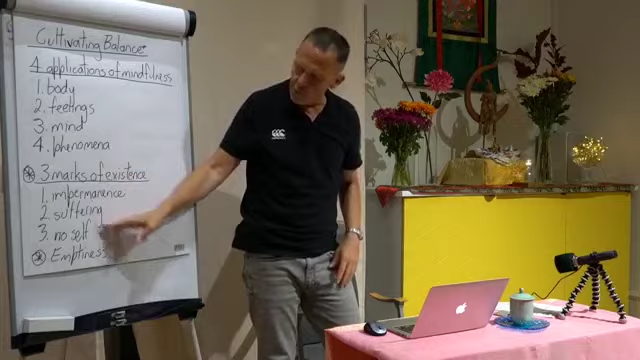 Cultivating Balance
4 applications of mindfulness
1. body
2. feelings
3. mind
4. phenomena
3 marks of existence
1. impermanence
2. suffering
3. no self
Emptiness